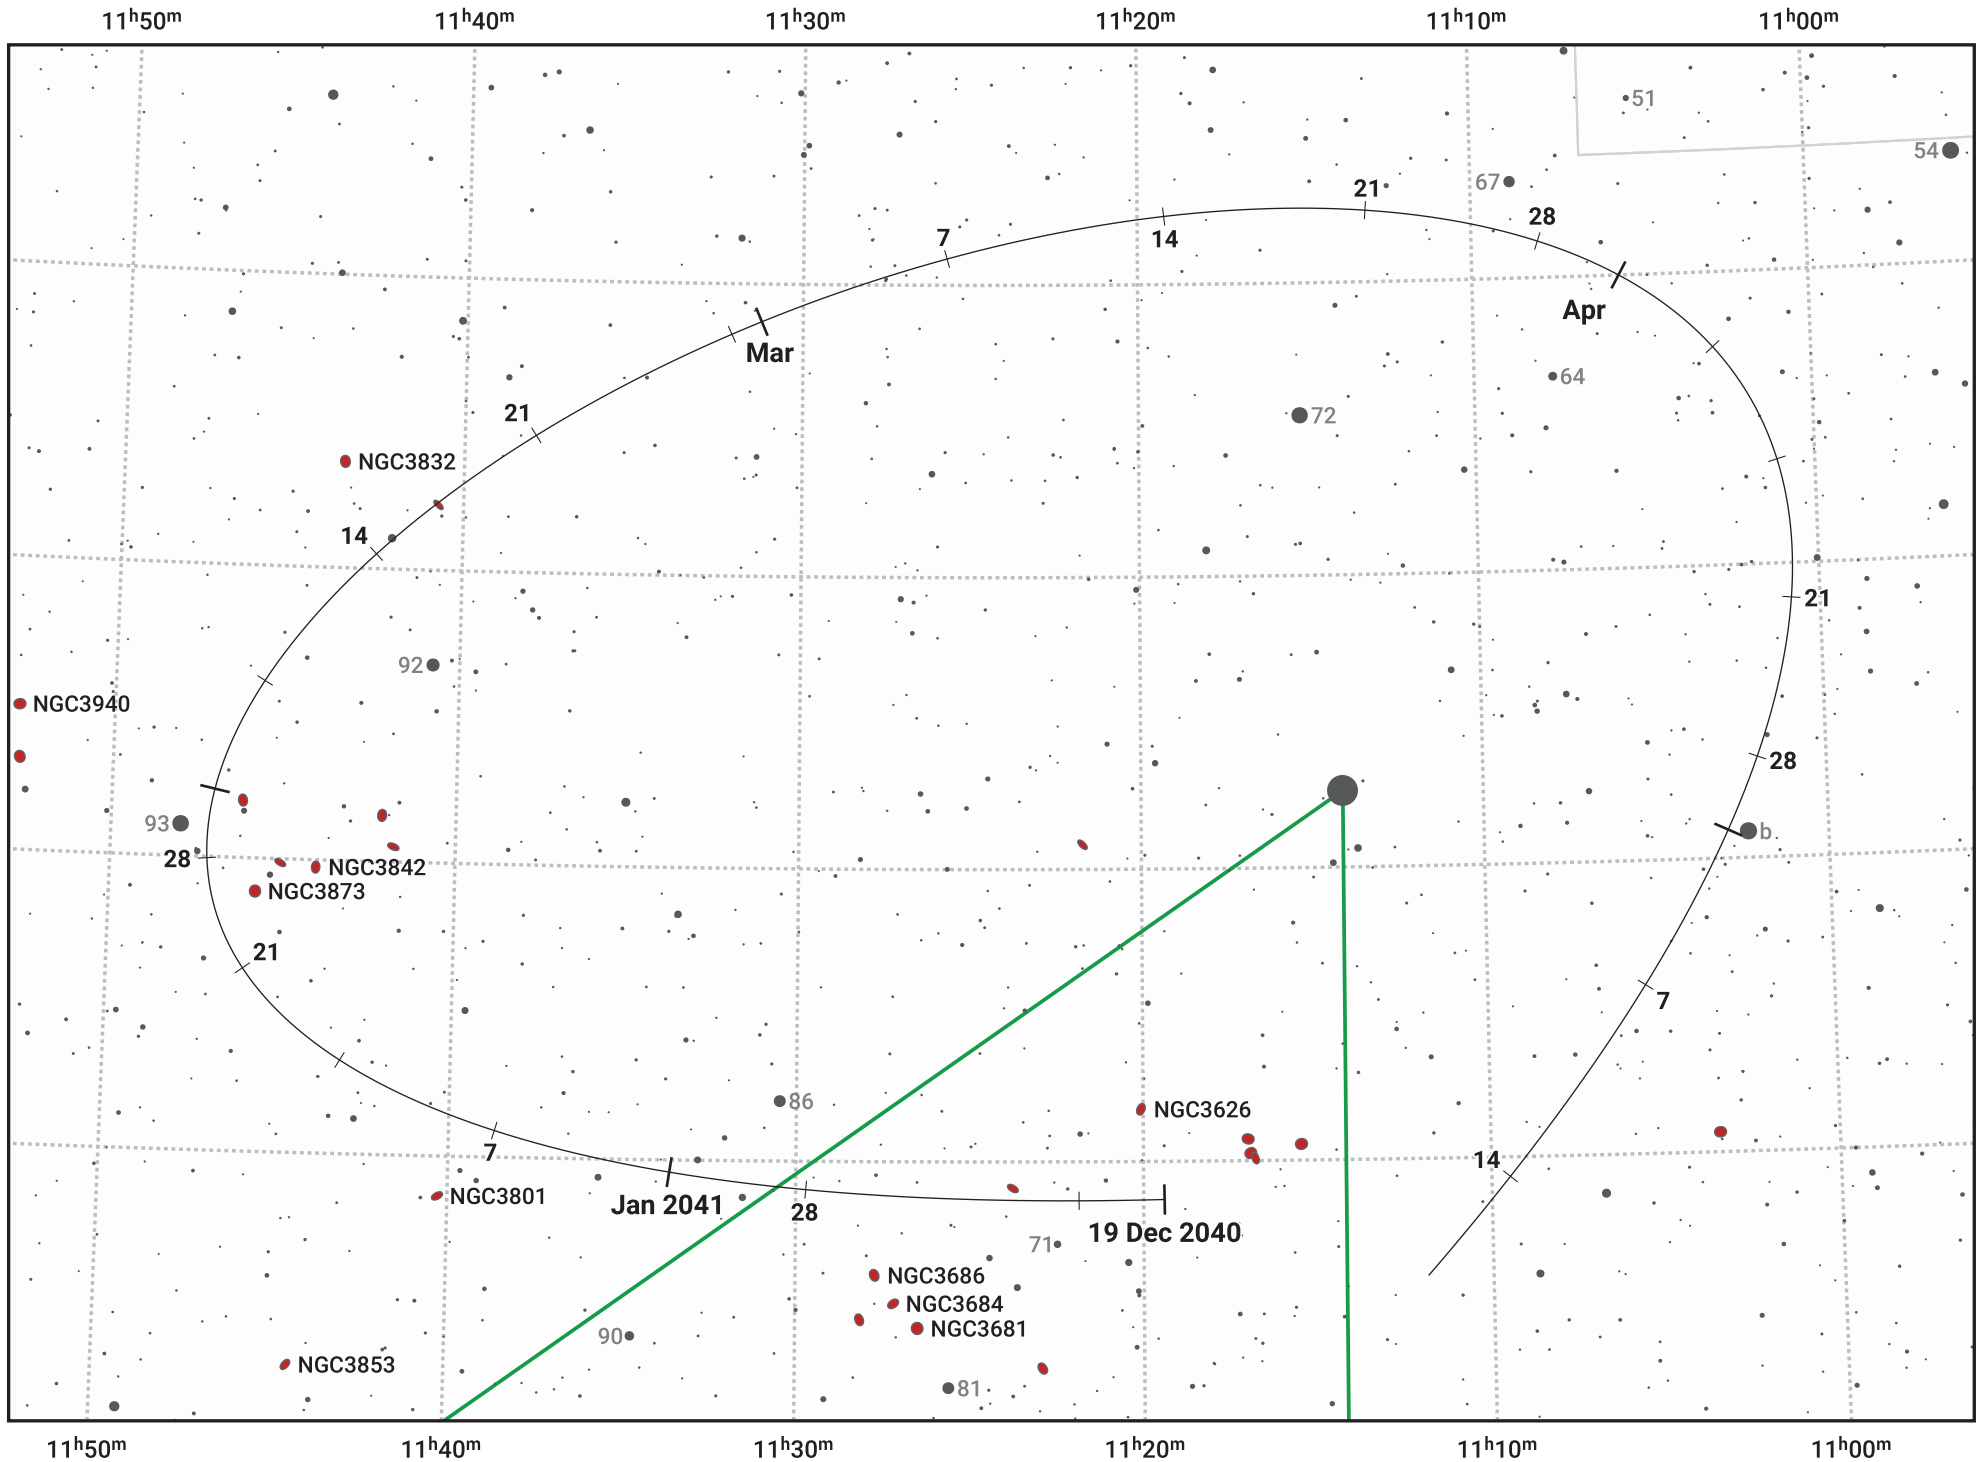 11ʰ50ᵐ 11ʰ40ᵐ 11ʰ30ᵐ 11ʰ20ᵐ 11ʰ10ᵐ 11ʰ00ᵐ
51
54
67
21
28
14
7
Apr
Mar
64
21
72
NGC3832
14
21
92
NGC3940
28
93
b
28
NGC3842
NGC3873
21
7
86
NGC3626
7
14
NGC3801
Jan 2041
28
19 Dec 2040
71
NGC3686
NGC3684
90
NGC3681
NGC3853
81
11ʰ50ᵐ 11ʰ40ᵐ 11ʰ30ᵐ 11ʰ20ᵐ 11ʰ10ᵐ 11ʰ00ᵐ